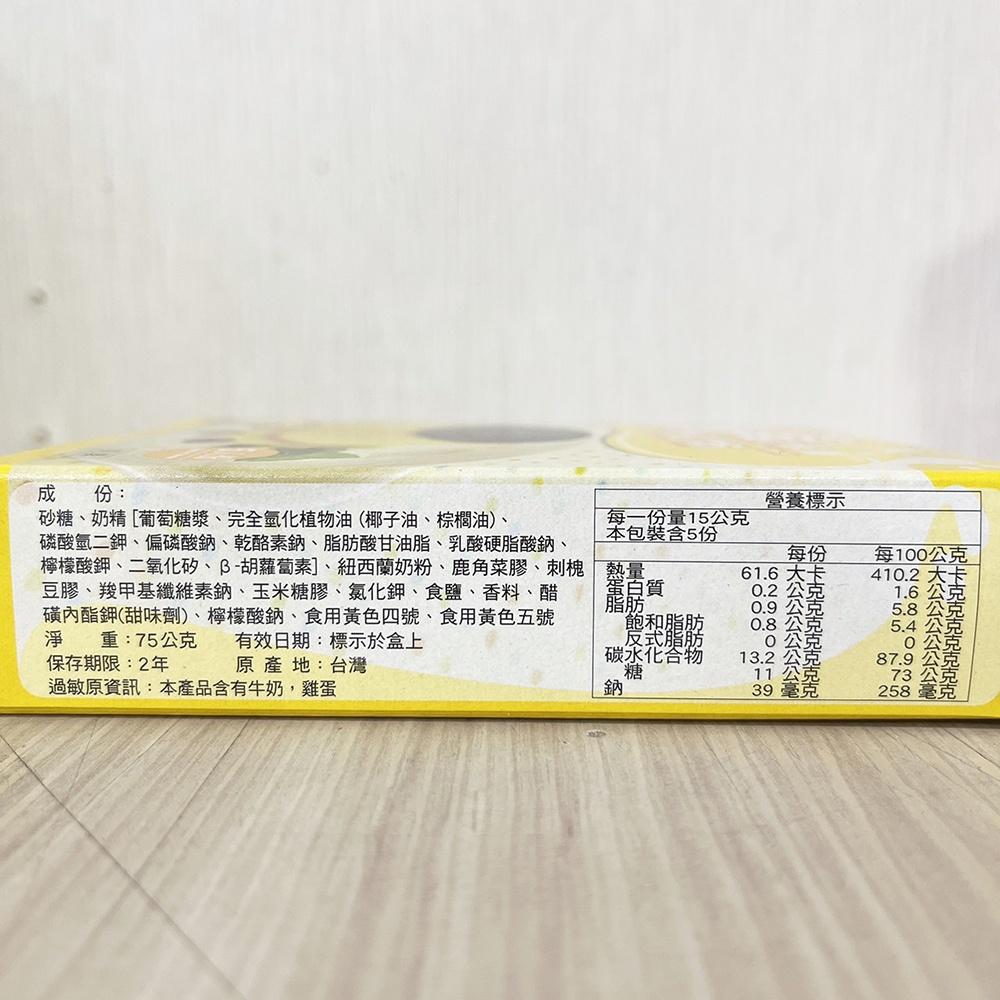 成 份：
砂糖、奶精[葡萄糖漿、完全氫化植物油(椰子油、棕櫚油)、
磷酸氫二鉀、偏磷酸鈉、乾酪素鈉、脂肪酸甘油脂、乳酸硬脂酸鈉、
檸檬酸鉀、二氧化矽、β-胡蘿蔔素]、紐西蘭奶粉、鹿角菜膠、刺槐
豆膠、羧甲基纖維素鈉、玉米糖膠、氯化鉀、食鹽、香料、醋
磺內酯鉀(甜味劑)、檸檬酸鈉、食用黃色四號、食用黃色五號
淨 重：75公克 有效日期：標示於盒上
保存期限：2年 原 產 地：台灣
過敏原資訊：本產品含有牛奶，雞蛋
營養標示
每一份量15公克
本包裝含5份
每份 每100公克
熱量 61.6 大卡 410.2 大卡
蛋白質 0.2 公克 1.6 公克
脂肪 0.9 公克 5.8 公克
飽和脂肪 0.8 公克 5.4 公克
反式脂肪 0 公克 0 公克
碳水化合物 13.2 公克 87.9 公克
糖 11 公克 73 公克
鈉 39 毫克 258 毫克